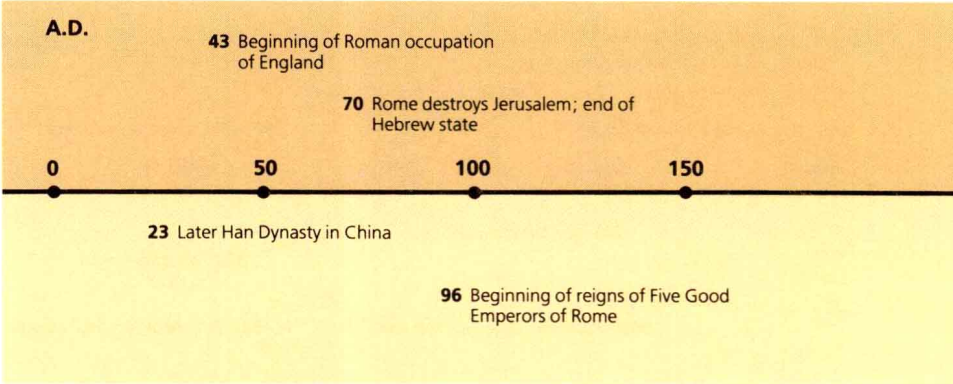 A.D.
43 Beginning of Roman occupation
of England
70 Rome destroys Jerusalem; end of
Hebrew state
0 50 100 150
23 Later Han Dynasty in China
96 Beginning of reigns of Five Good
Emperors of Rome